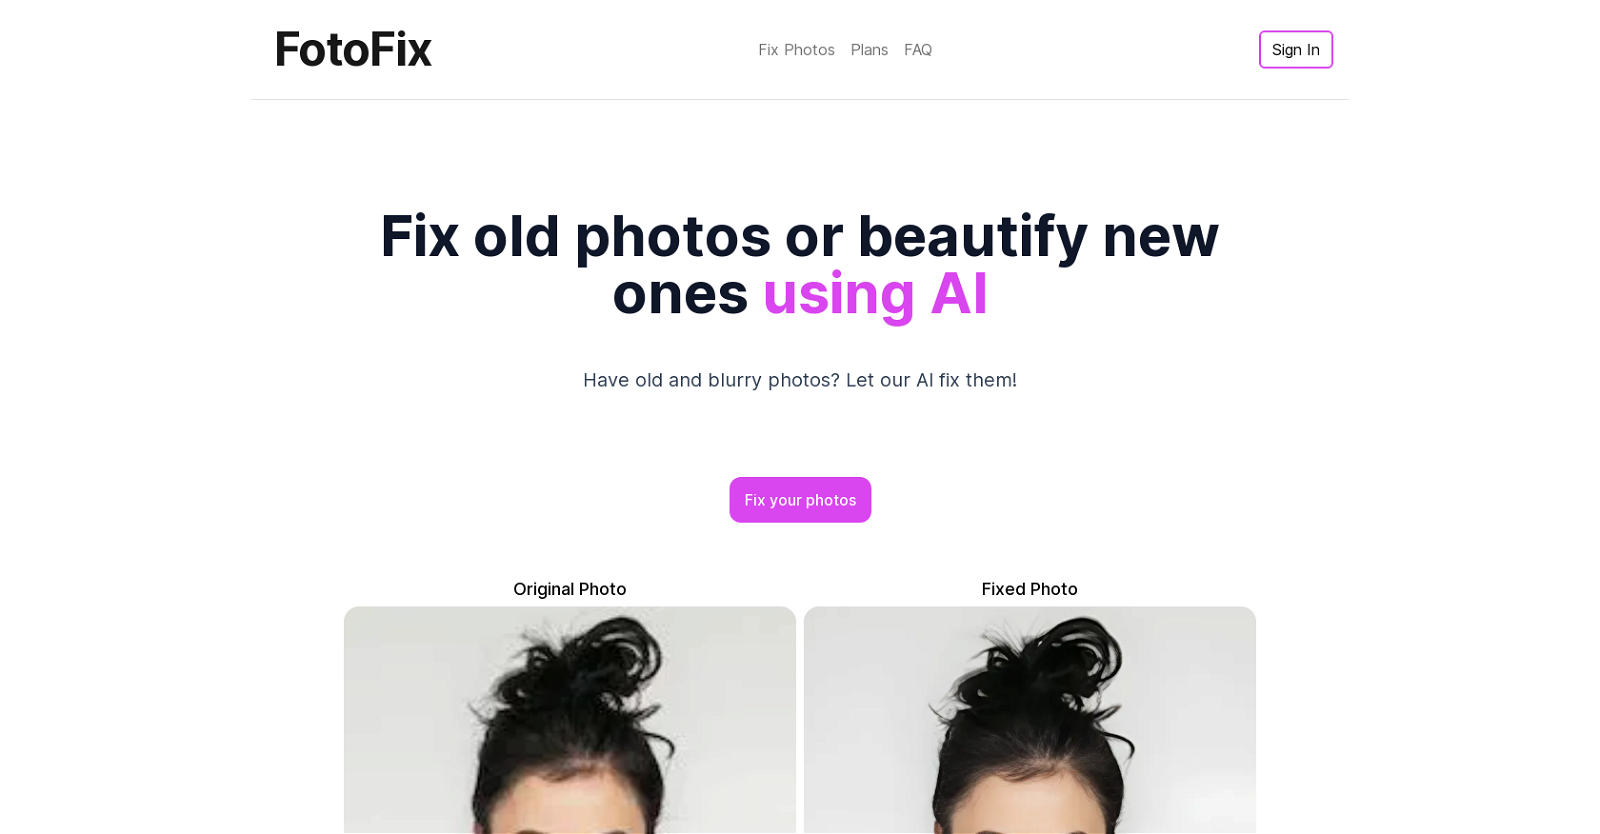 FotoFix
Fix Photos
Plans
FAQ
Sign In
Fix old photos or beautify new
ones using AI
Have old and blurry photos? Let our AI fix them!
Fix your photos
Original Photo
Fixed Photo